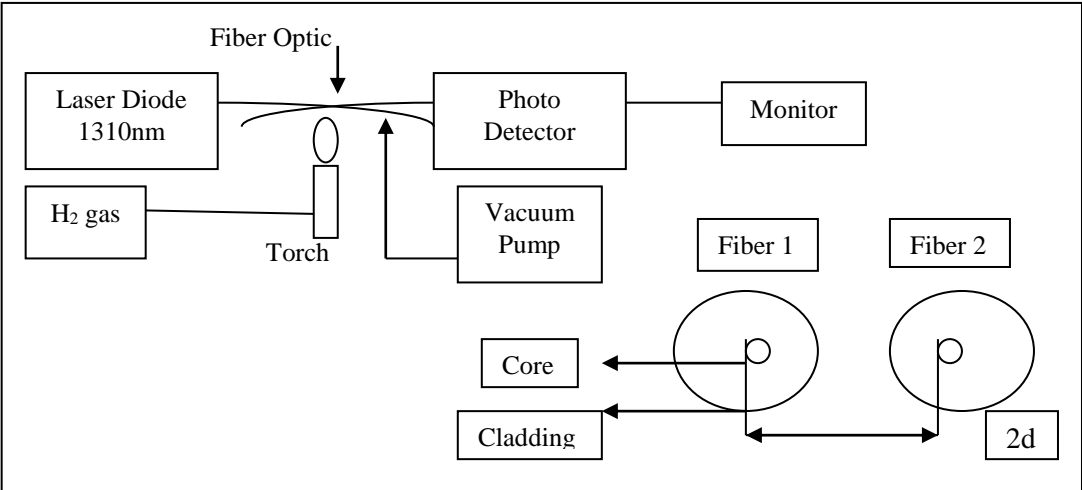 Fiber Optic
Laser Diode
1310nm
Photo
Detector
Monitor
H₂ gas
Torch
Vacuum
Pump
Fiber 1
Fiber 2
Core
Cladding
2d